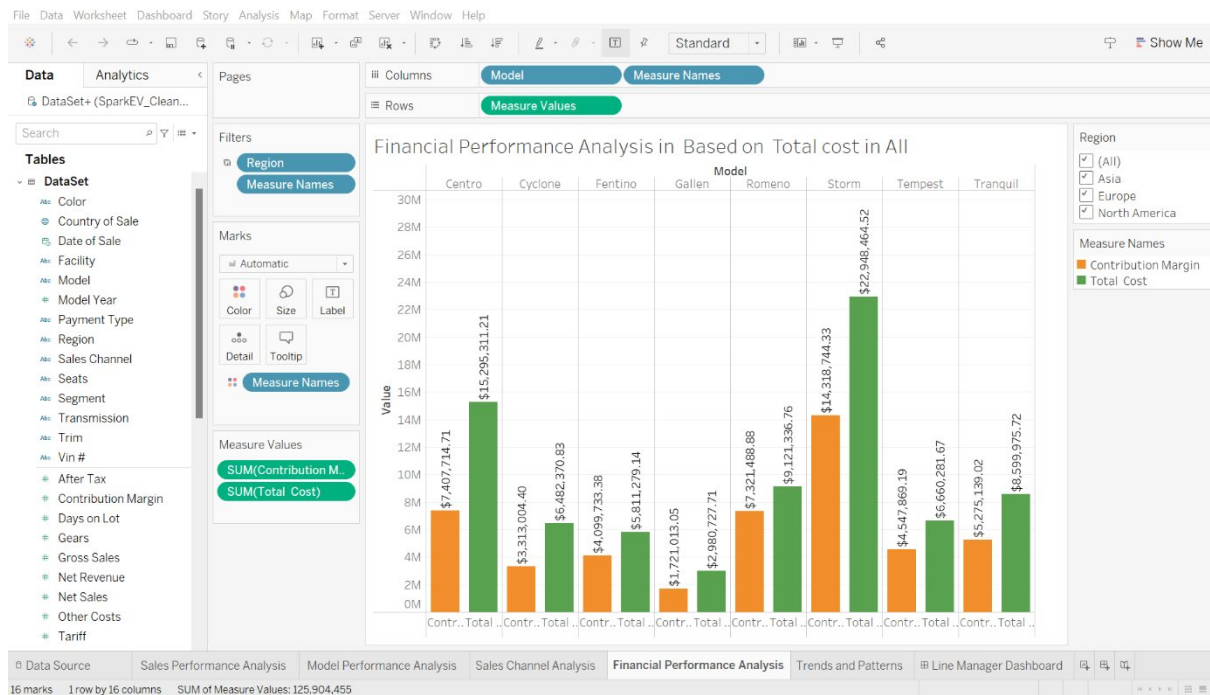 File Data Worksheet Dashboard Story Analysis Map Format Server Window Help
Standard
Show Me
Data Analytics
DataSet+ (SparkEV_Clean...
Search
Tables
DataSet
Abc Color
Country of Sale
Date of Sale
Abc Facility
Abc Model
# Model Year
Abc Payment Type
Abc Region
Abc Sales Channel
Abc Seats
Abc Segment
Abc Transmission
Abc Trim
Abc Vin #
# After Tax
# Contribution Margin
# Days on Lot
# Gears
# Gross Sales
# Net Revenue
# Net Sales
# Other Costs
# Tariff
Pages
Filters
Region
Measure Names
Marks
Automatic
Color Size Label
Detail Tooltip
Measure Names
Measure Values
SUM(Contribution M..
SUM(Total Cost)
iii Columns Model Measure Names
Rows Measure Values
Financial Performance Analysis in Based on Total cost in All
Model
Centro Cyclone Fentino Gallen Romeno Storm Tempest Tranquil
Value
30M
28M
26M
24M
22M
20M
18M
16M
14M
12M
10M
8M
6M
4M
2M
0M
$7,407,714.71
$15,295,311.21
$3,313,004.40
$6,482,370.83
$4,099,733.38
$5,811,279.14
$1,721,013.05
$2,980,727.71
$7,321,488.88
$9,121,336.76
$14,318,744.33
$22,948,464.52
$4,547,869.19
$6,660,281.67
$5,275,139.02
$8,599,975.72
Contr.. Total .. Contr.. Total .. Contr.. Total .. Contr.. Total .. Contr.. Total .. Contr.. Total .. Contr.. Total .. Contr.. Total ..
Region
(All)
Asia
Europe
North America
Measure Names
Contribution Margin
Total Cost
Data Source Sales Performance Analysis Model Performance Analysis Sales Channel Analysis Financial Performance Analysis Trends and Patterns Line Manager Dashboard
16 marks 1 row by 16 columns SUM of Measure Values: 125,904,455